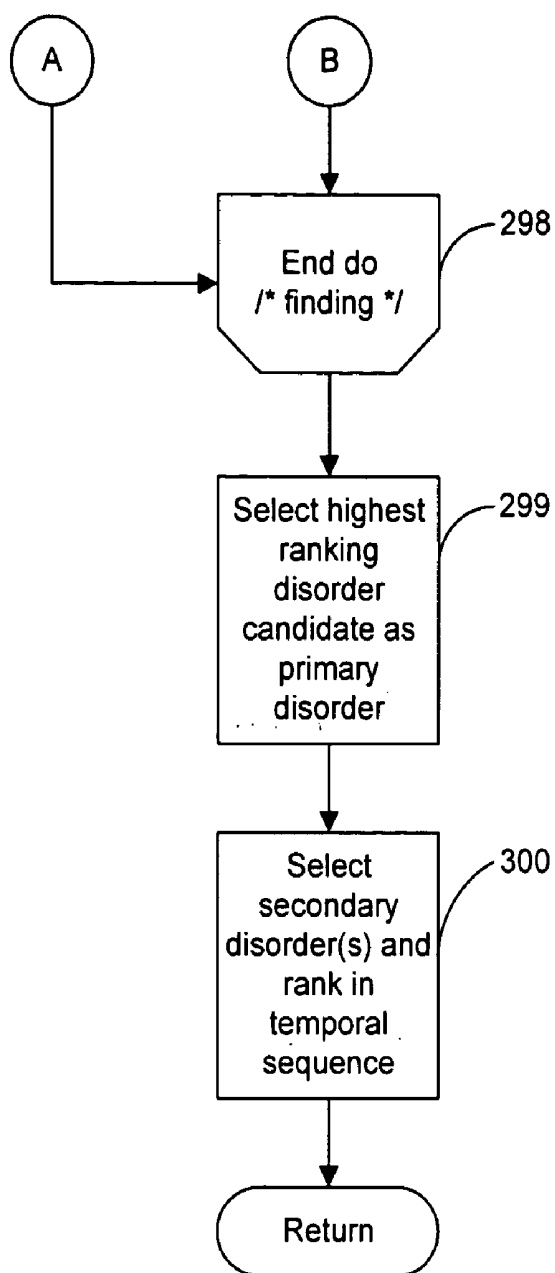 A
B
298
End do
/* finding */
299
Select highest
ranking
disorder
candidate as
primary
disorder
300
Select
secondary
disorder(s) and
rank in
temporal
sequence
Return